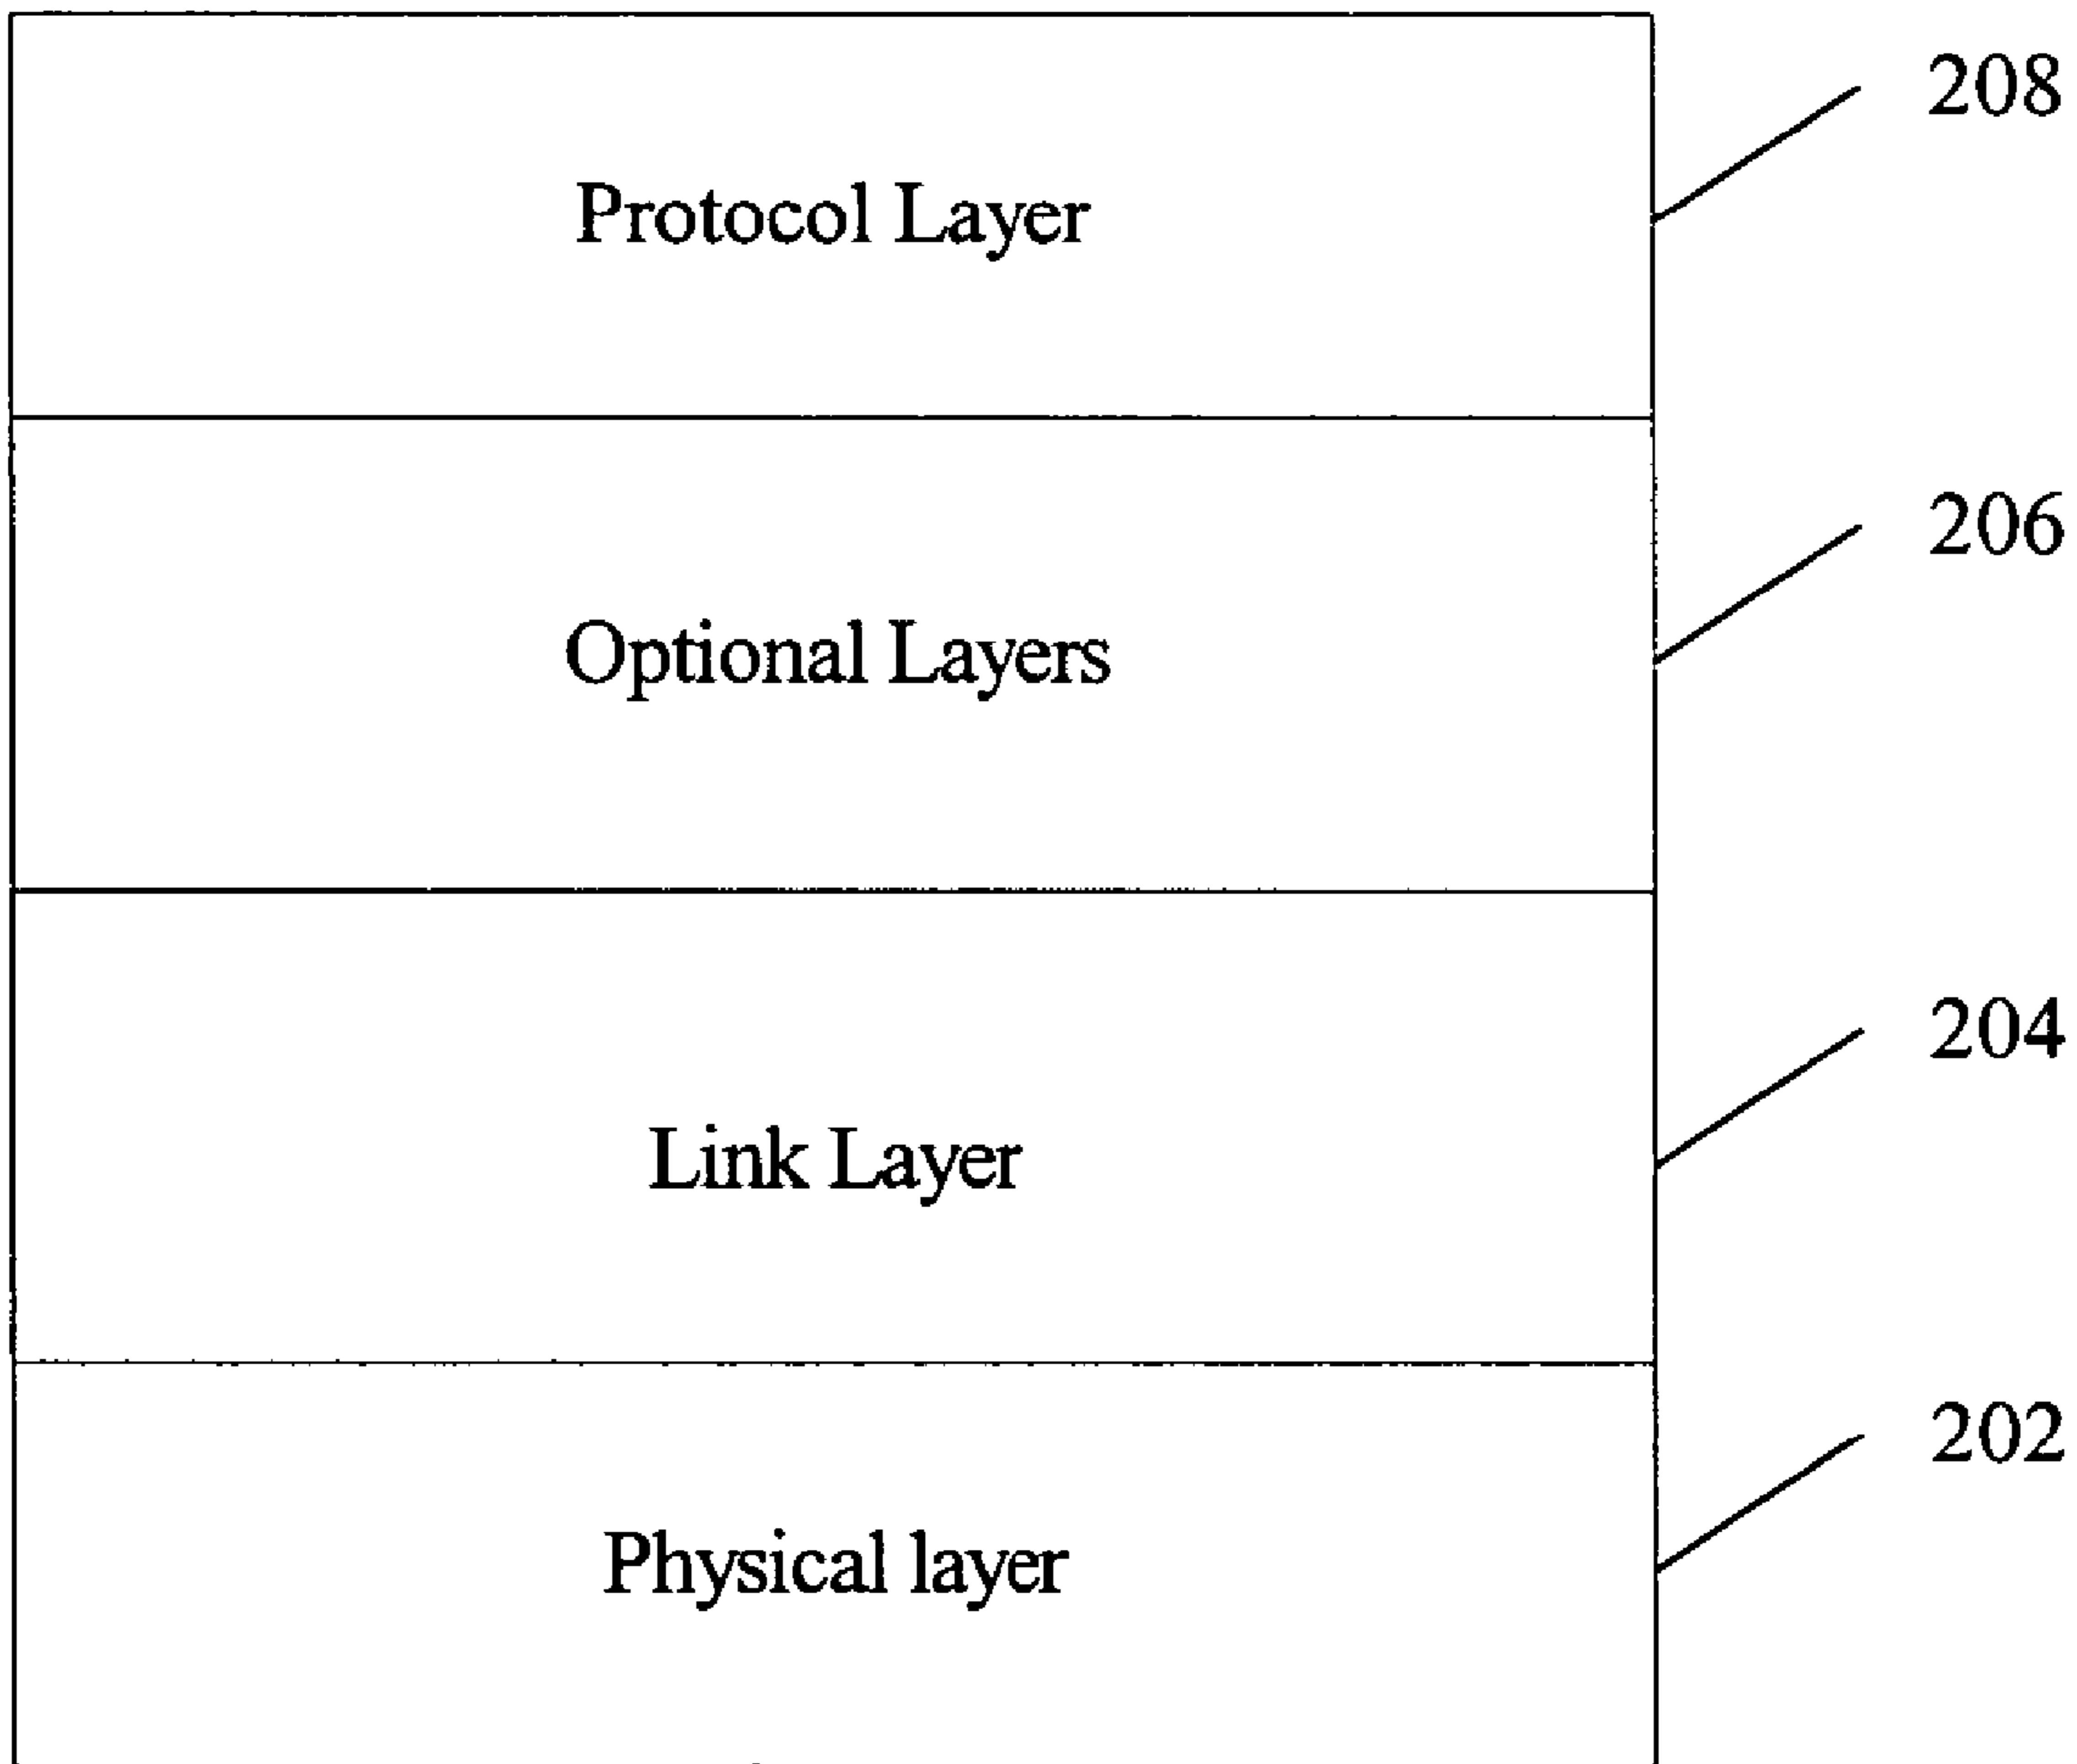 208
Protocol Layer
206
Optional Layers
204
Link Layer
202
Physical layer